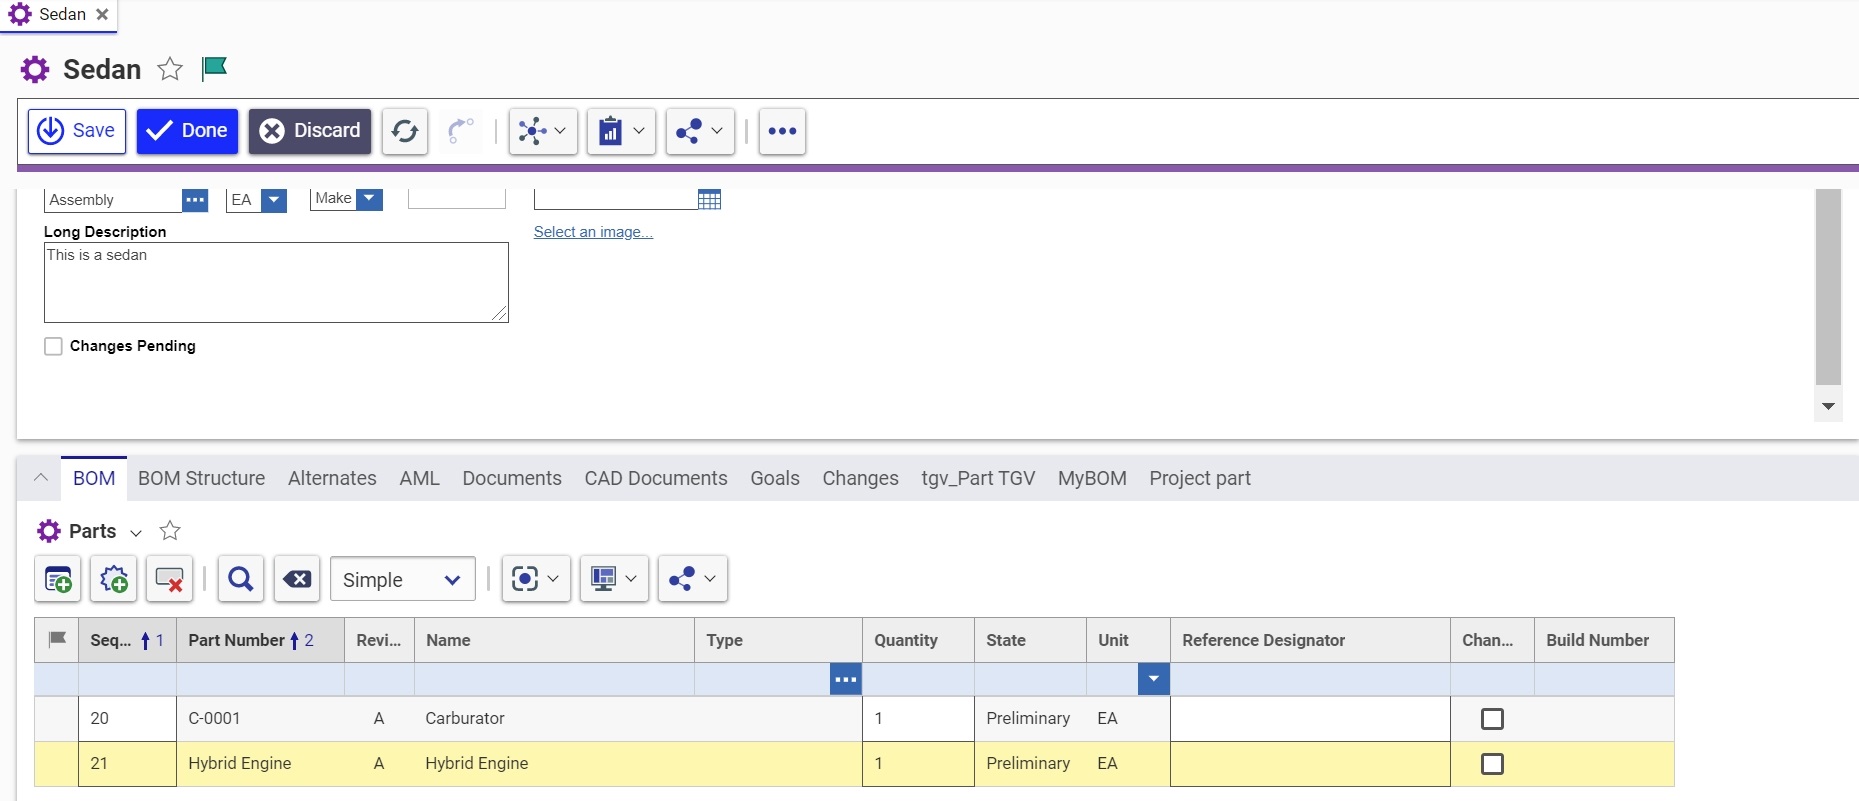 Sedan
Sedan
Save Done Discard
Assembly EA Make
Long Description Select an image...
This is a sedan
Changes Pending
BOM BOM Structure Alternates AML Documents CAD Documents Goals Changes tgv_Part TGV MyBOM Project part
Parts
Simple
Seq... 1 Part Number 2 Revi... Name Type Quantity State Unit Reference Designator Chan... Build Number
20 C-0001 A Carburator 1 Preliminary EA
21 Hybrid Engine A Hybrid Engine 1 Preliminary EA